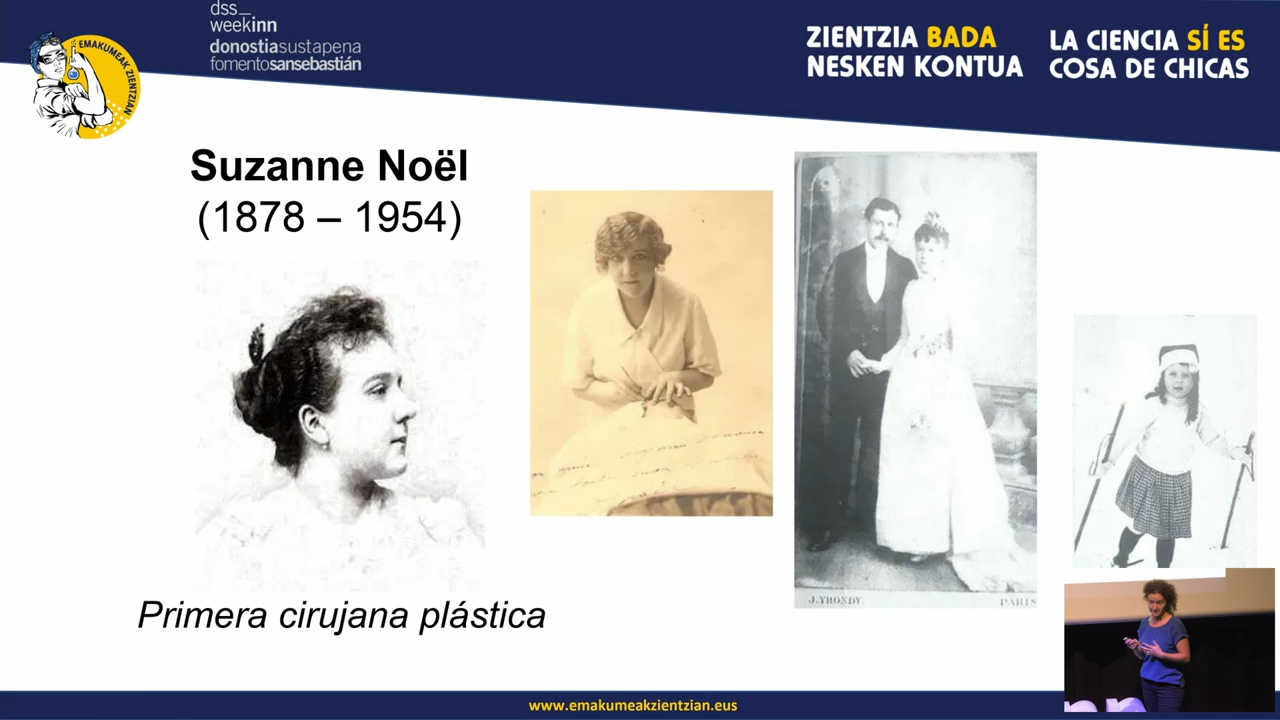 dss_
weekinn
donostiasustapena
fomentosansebastián
EMAKUMEAK ZIENTZIAN
ZIENTZIA BADA
NESKEN KONTUA
LA CIENCIA SÍ ES
COSA DE CHICAS
Suzanne Noël
(1878 – 1954)
J.YRONDY.
PARIS
Primera cirujana plástica
www.emakumeakzientzian.eus